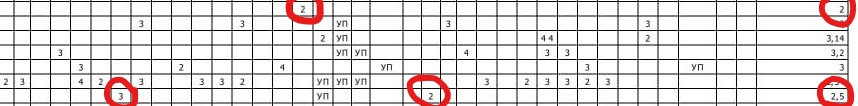 2 2
3 3 УП 3 3
2 УП 4 4 2 3,14
3 УП УП 4 3 3 3,2
3 2 4 УП 3 УП 3
2 3 4 2 3 3 3 2 УП УП УП 3 2 3 3 2 3
3 УП 2 2,5